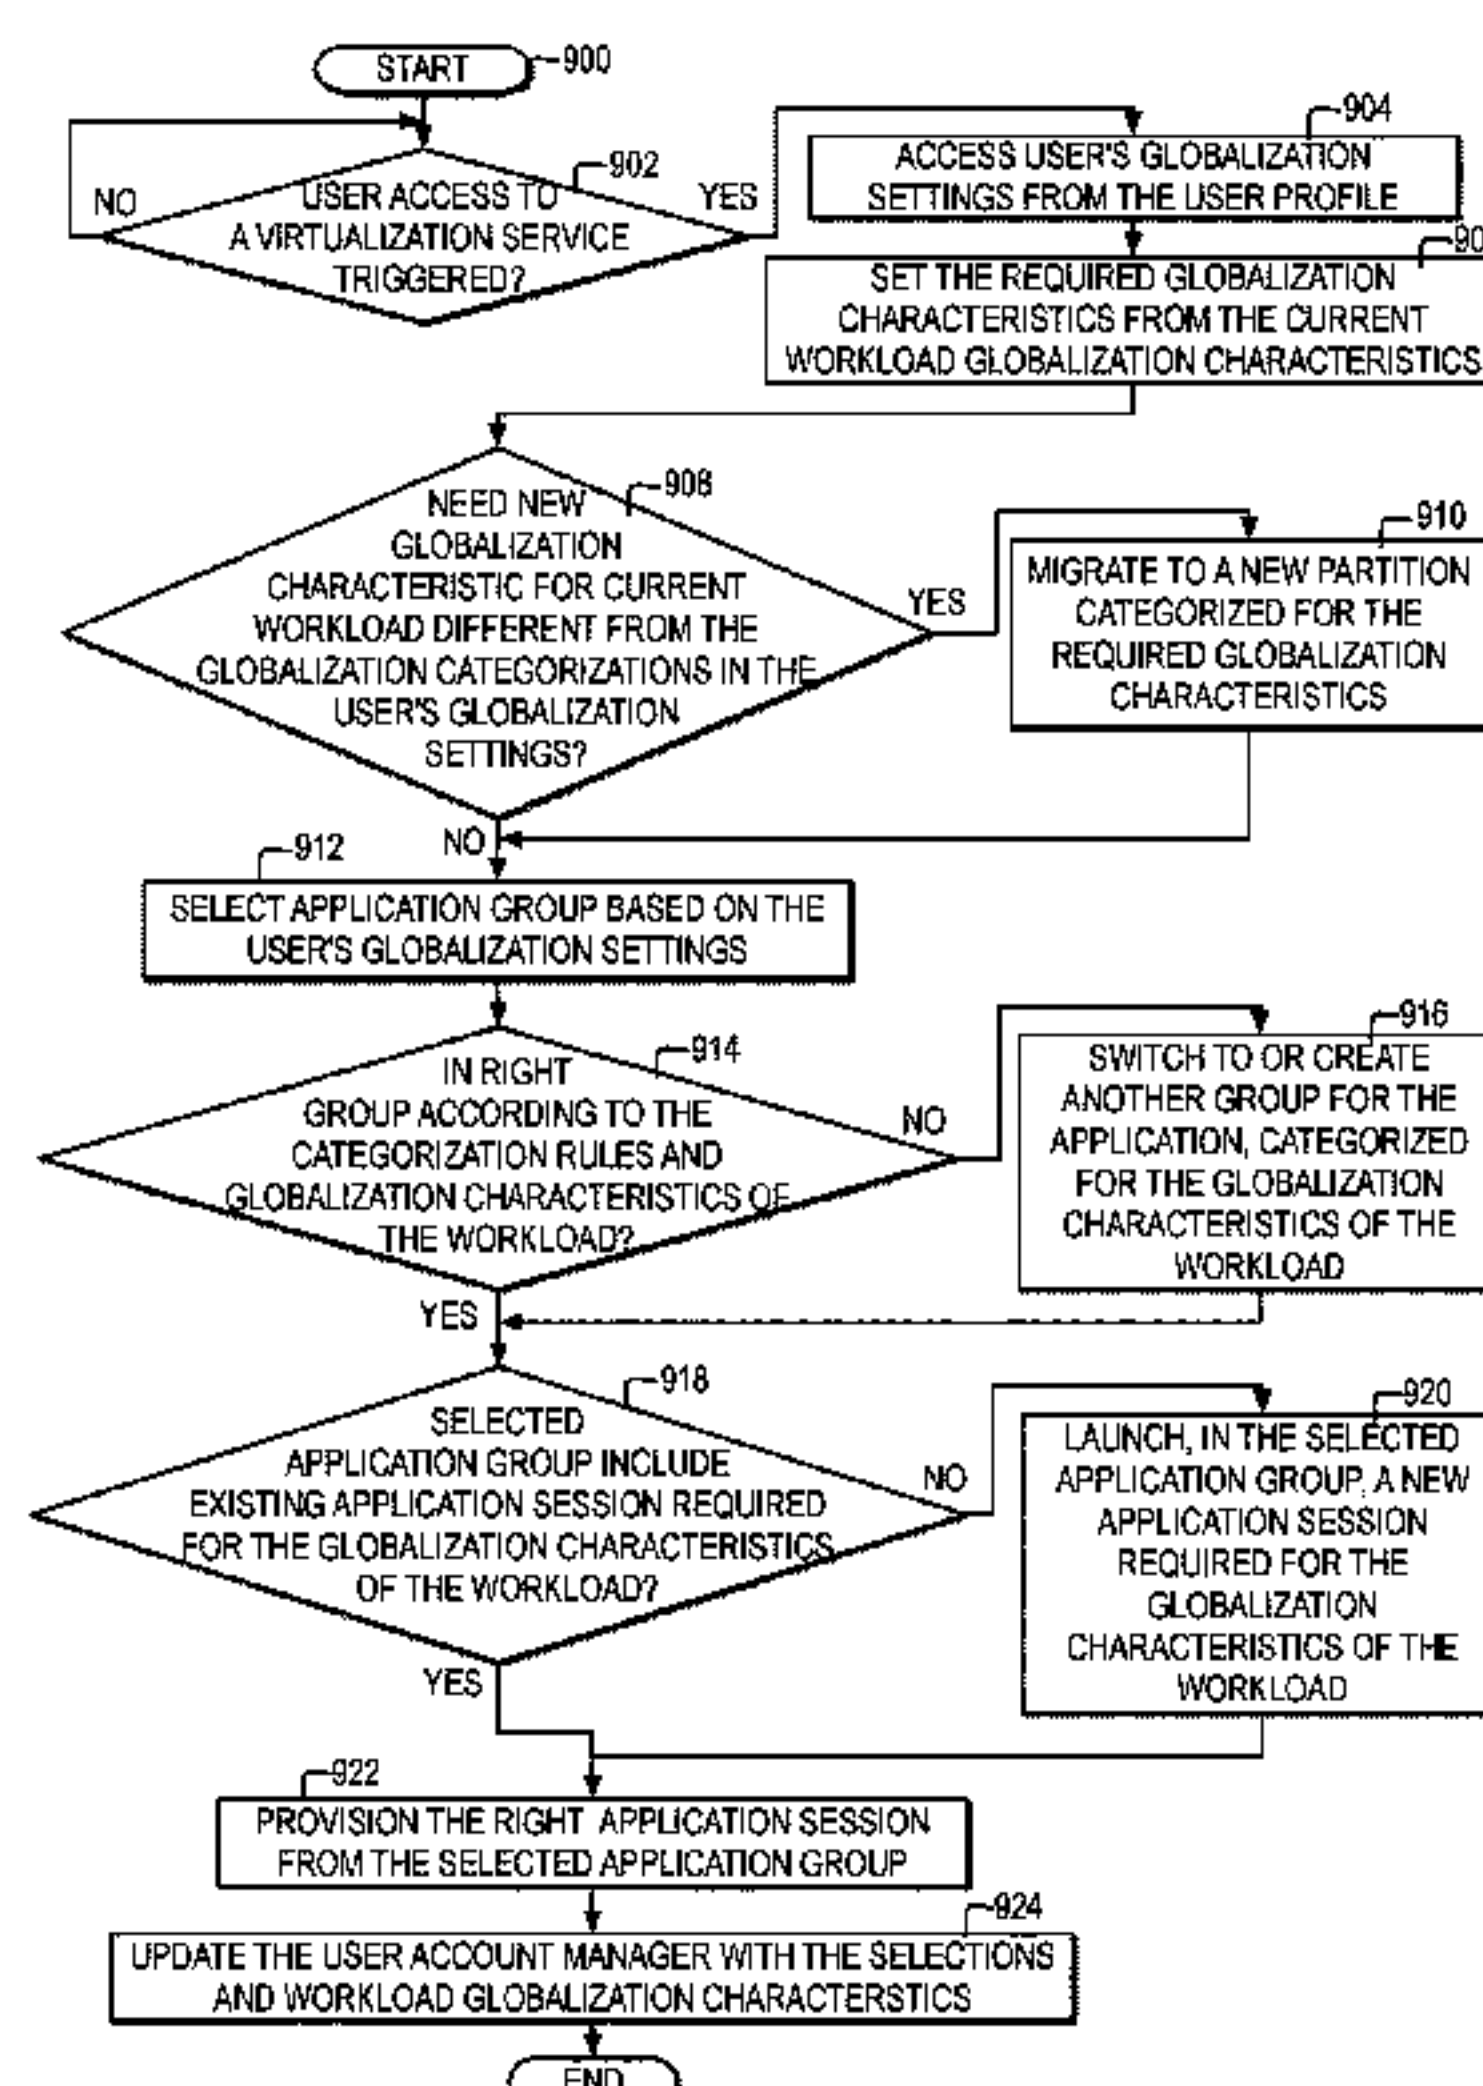 START
900
902
USER ACCESS TO
A VIRTUALIZATION SERVICE
TRIGGERED?
NO
YES
904
ACCESS USER'S GLOBALIZATION
SETTINGS FROM THE USER PROFILE
SET THE REQUIRED GLOBALIZATION
CHARACTERISTICS FROM THE CURRENT
WORKLOAD GLOBALIZATION CHARACTERISTICS
908
NEED NEW
GLOBALIZATION
CHARACTERISTIC FOR CURRENT
WORKLOAD DIFFERENT FROM THE
GLOBALIZATION CATEGORIZATIONS IN THE
USER'S GLOBALIZATION
SETTINGS?
YES
910
MIGRATE TO A NEW PARTITION
CATEGORIZED FOR THE
REQUIRED GLOBALIZATION
CHARACTERISTICS
NO
912
SELECT APPLICATION GROUP BASED ON THE
USER'S GLOBALIZATION SETTINGS
914
IN RIGHT
GROUP ACCORDING TO THE
CATEGORIZATION RULES AND
GLOBALIZATION CHARACTERISTICS OF
THE WORKLOAD?
NO
916
SWITCH TO OR CREATE
ANOTHER GROUP FOR THE
APPLICATION, CATEGORIZED
FOR THE GLOBALIZATION
CHARACTERISTICS OF THE
WORKLOAD
YES
918
SELECTED
APPLICATION GROUP INCLUDE
EXISTING APPLICATION SESSION REQUIRED
FOR THE GLOBALIZATION CHARACTERISTICS
OF THE WORKLOAD?
NO
920
LAUNCH, IN THE SELECTED
APPLICATION GROUP, A NEW
APPLICATION SESSION
REQUIRED FOR THE
GLOBALIZATION
CHARACTERISTICS OF THE
WORKLOAD
YES
922
PROVISION THE RIGHT APPLICATION SESSION
FROM THE SELECTED APPLICATION GROUP
924
UPDATE THE USER ACCOUNT MANAGER WITH THE SELECTIONS
AND WORKLOAD GLOBALIZATION CHARACTERSTICS
END